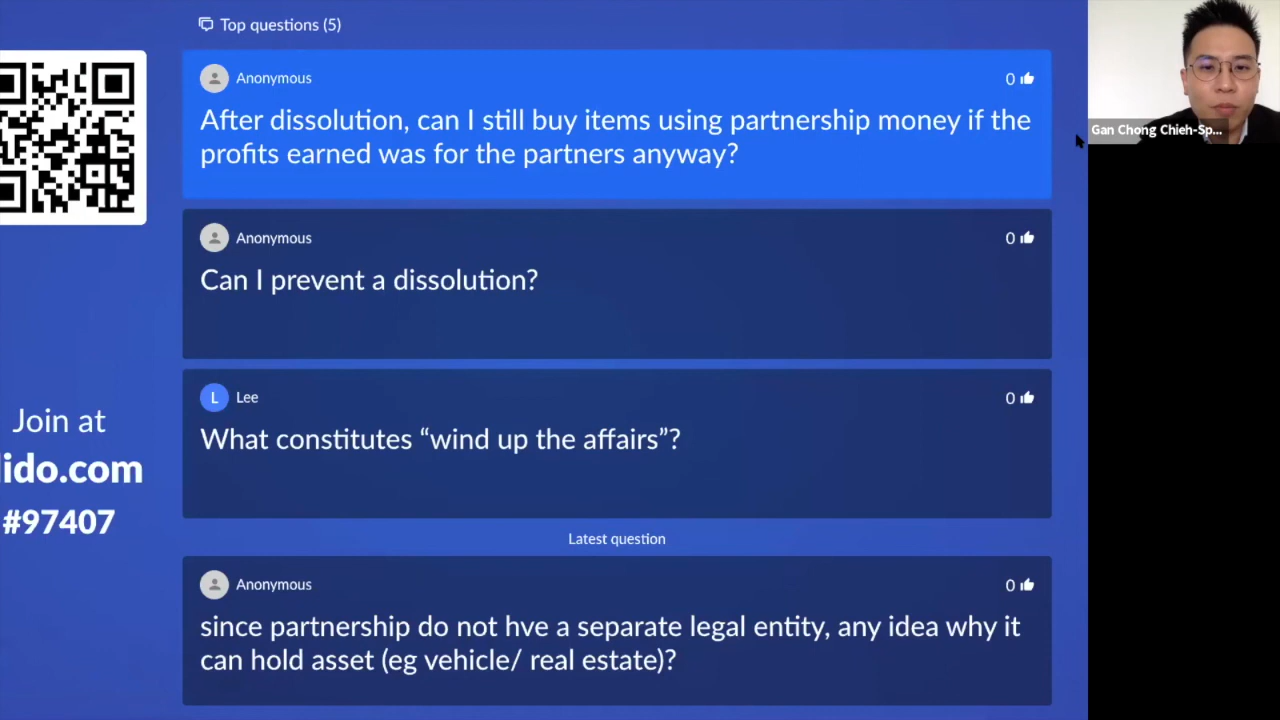 Top questions (5)
Anonymous
0
After dissolution, can I still buy items using partnership money if the
profits earned was for the partners anyway?
Anonymous
0
Can I prevent a dissolution?
L
Lee
0
What constitutes “wind up the affairs”?
Latest question
Anonymous
0
since partnership do not hve a separate legal entity, any idea why it
can hold asset (eg vehicle/ real estate)?
Join at
lido.com
#97407
Gan Chong Chieh-Sp...